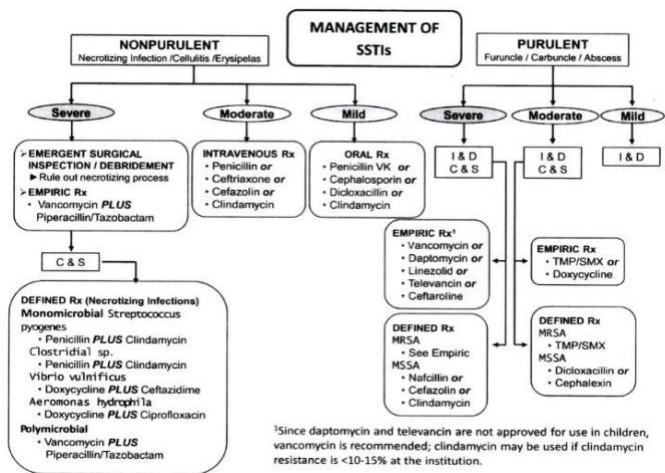 MANAGEMENT OF
SSTIs
NONPURULENT
Necrotizing Infection /Cellulitis /Erysipelas
PURULENT
Furuncle / Carbuncle / Abscess
Severe
Moderate
Mild
Severe
Moderate
Mild
➢EMERGENT SURGICAL
INSPECTION / DEBRIDEMENT
► Rule out necrotizing process
➢EMPIRIC Rx
• Vancomycin PLUS
Piperacillin/Tazobactam
INTRAVENOUS Rx
• Penicillin or
• Ceftriaxone or
• Cefazolin or
• Clindamycin
ORAL Rx
• Penicillin VK or
• Cephalosporin or
• Dicloxacillin or
• Clindamycin
I & D
C & S
I & D
C & S
I & D
C & S
EMPIRIC Rx¹
• Vancomycin or
• Daptomycin or
• Linezolid or
• Televancin or
• Ceftaroline
EMPIRIC Rx
• TMP/SMX or
• Doxycycline
DEFINED Rx (Necrotizing Infections)
Monomicrobial Streptococcus
pyogenes
• Penicillin PLUS Clindamycin
Clostridial sp.
• Penicillin PLUS Clindamycin
Vibrio vulnificus
• Doxycycline PLUS Ceftazidime
Aeromonas hydrophila
• Doxycycline PLUS Ciprofloxacin
Polymicrobial
• Vancomycin PLUS
Piperacillin/Tazobactam
DEFINED Rx
MRSA
• See Empiric
MSSA
• Nafcillin or
• Cefazolin or
• Clindamycin
DEFINED Rx
MRSA
• TMP/SMX
MSSA
• Dicloxacillin or
• Cephalexin
¹Since daptomycin and televancin are not approved for use in children,
vancomycin is recommended; clindamycin may be used if clindamycin
resistance is <10-15% at the institution.